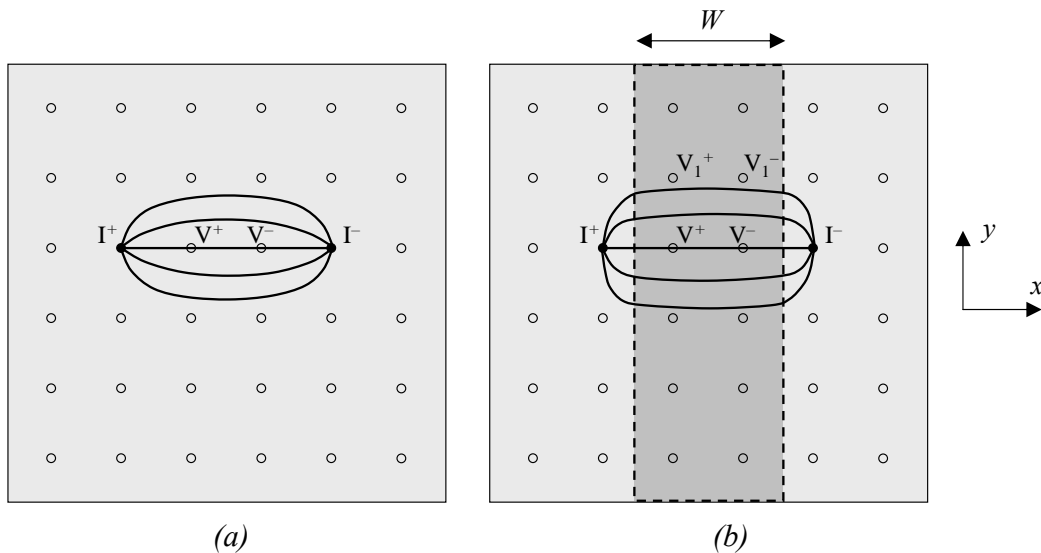 W
V₁⁺ V₁⁻
I⁺ V⁺ V⁻ I⁻
I⁺ V⁺ V⁻ I⁻
y
x
(a)
(b)